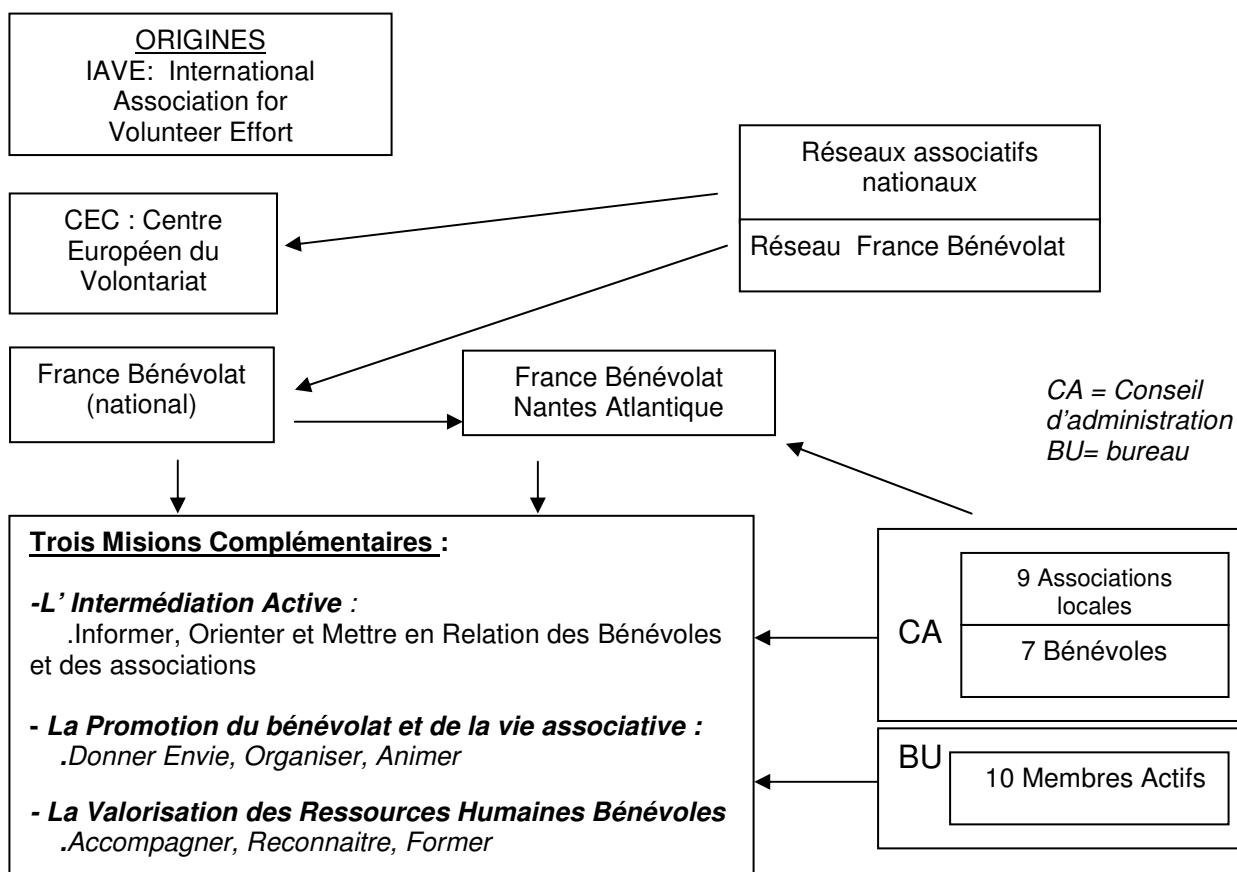 ORIGINES
IAVE: International
Association for
Volunteer Effort
Réseaux associatifs
nationaux
Réseau France Bénévolat
CEC : Centre
Européen du
Volontariat
France Bénévolat
(national)
France Bénévolat
Nantes Atlantique
CA = Conseil
d'administration
BU= bureau
Trois Misions Complémentaires :
-L' Intermédiation Active :
.Informer, Orienter et Mettre en Relation des Bénévoles
et des associations
- La Promotion du bénévolat et de la vie associative :
.Donner Envie, Organiser, Animer
- La Valorisation des Ressources Humaines Bénévoles
.Accompagner, Reconnaitre, Former
CA
9 Associations
locales
7 Bénévoles
BU
10 Membres Actifs